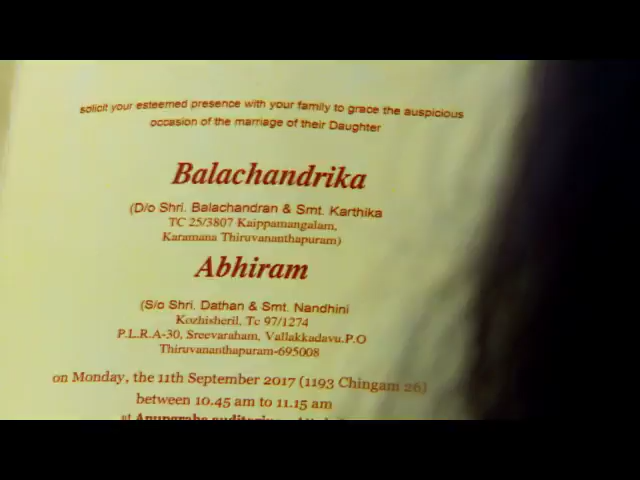 solicit your esteemed presence with your family to grace the auspicious
occasion of the marriage of their Daughter
Balachandrika
(D/o Shri. Balachandran & Smt. Karthika
TC 25/3807 Kaippamangalam,
Karamana Thiruvananthapuram)
Abhiram
(S/o Shri. Dathan & Smt. Nandhini
Kozhisheril, Tc 97/1274
P.L.R.A-30, Sreevaraham, Vallakkadavu.P.O
Thiruvananthapuram-695008
on Monday, the 11th September 2017 (1193 Chingam 26)
between 10.45 am to 11.15 am
at